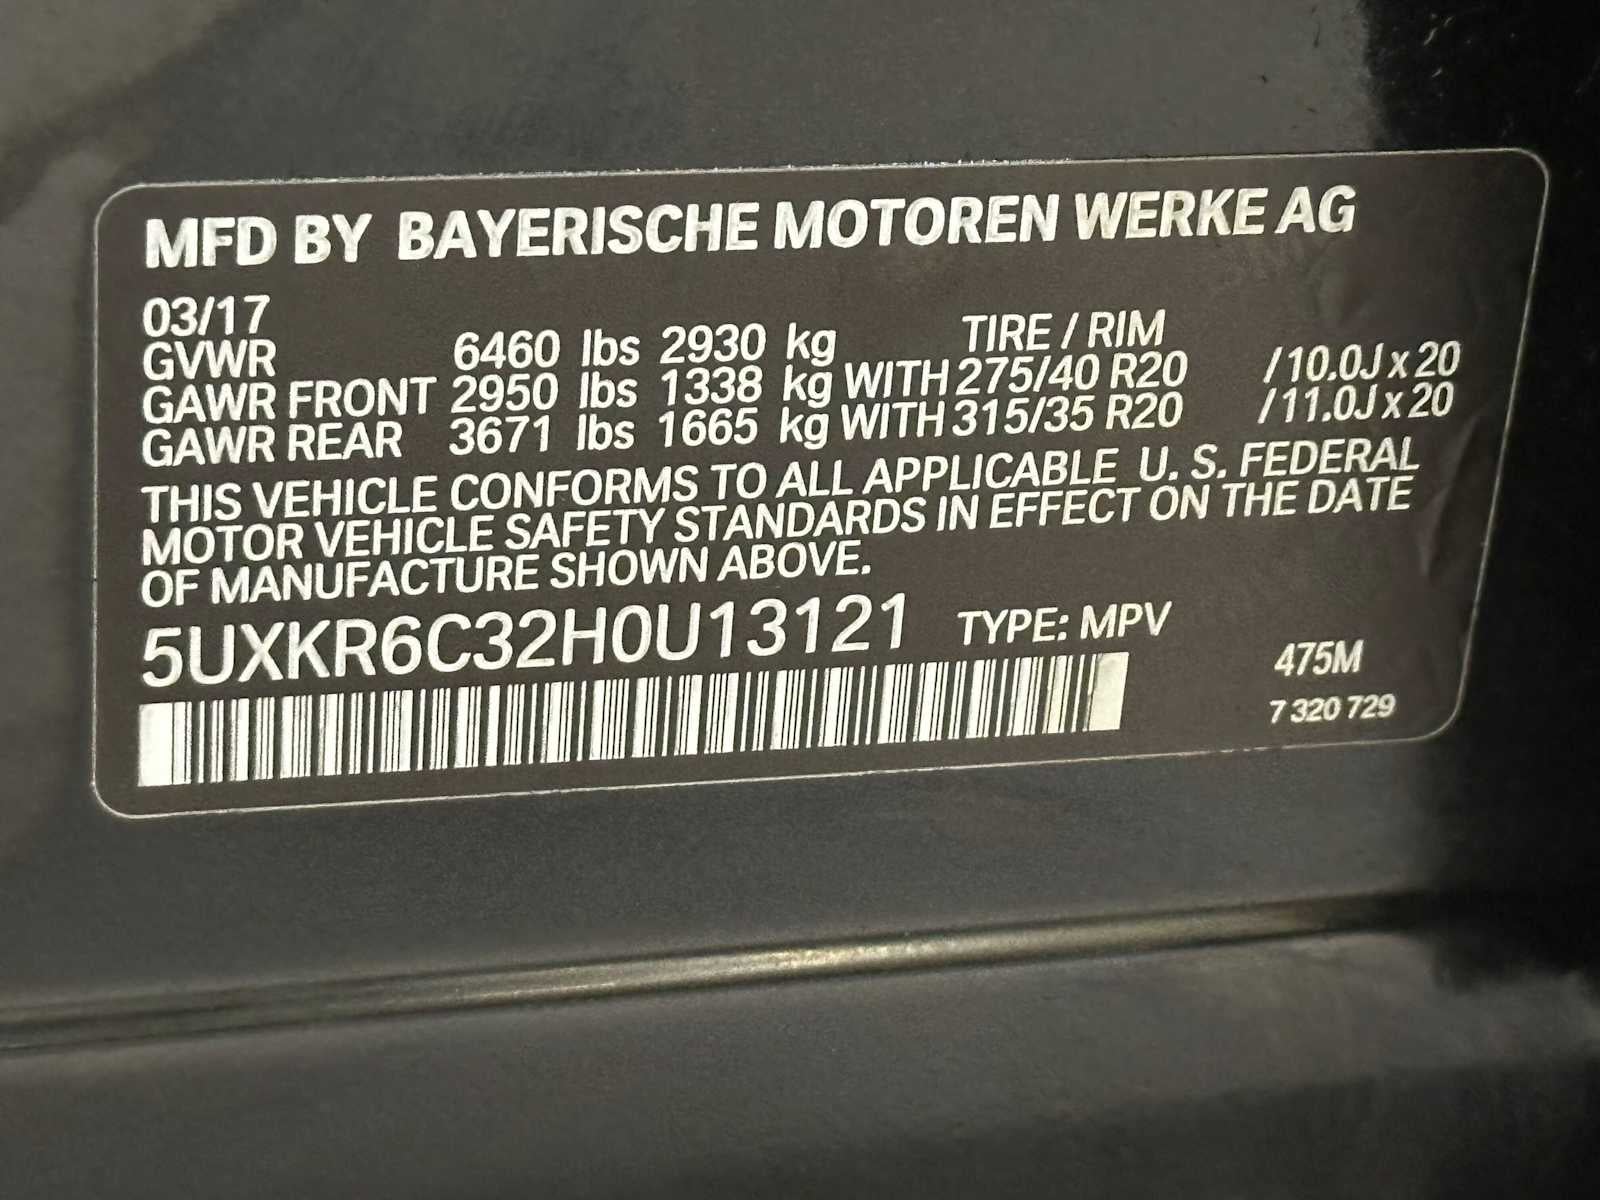 MFD BY BAYERISCHE MOTOREN WERKE AG
03/17 TIRE / RIM
GVWR 6460 lbs 2930 kg
GAWR FRONT 2950 lbs 1338 kg WITH 275/40 R20 /10.0J x 20
GAWR REAR 3671 lbs 1665 kg WITH 315/35 R20 /11.0J x 20
THIS VEHICLE CONFORMS TO ALL APPLICABLE U. S. FEDERAL
MOTOR VEHICLE SAFETY STANDARDS IN EFFECT ON THE DATE
OF MANUFACTURE SHOWN ABOVE.
5UXKR6C32H0U13121 TYPE: MPV
475M
7 320 729